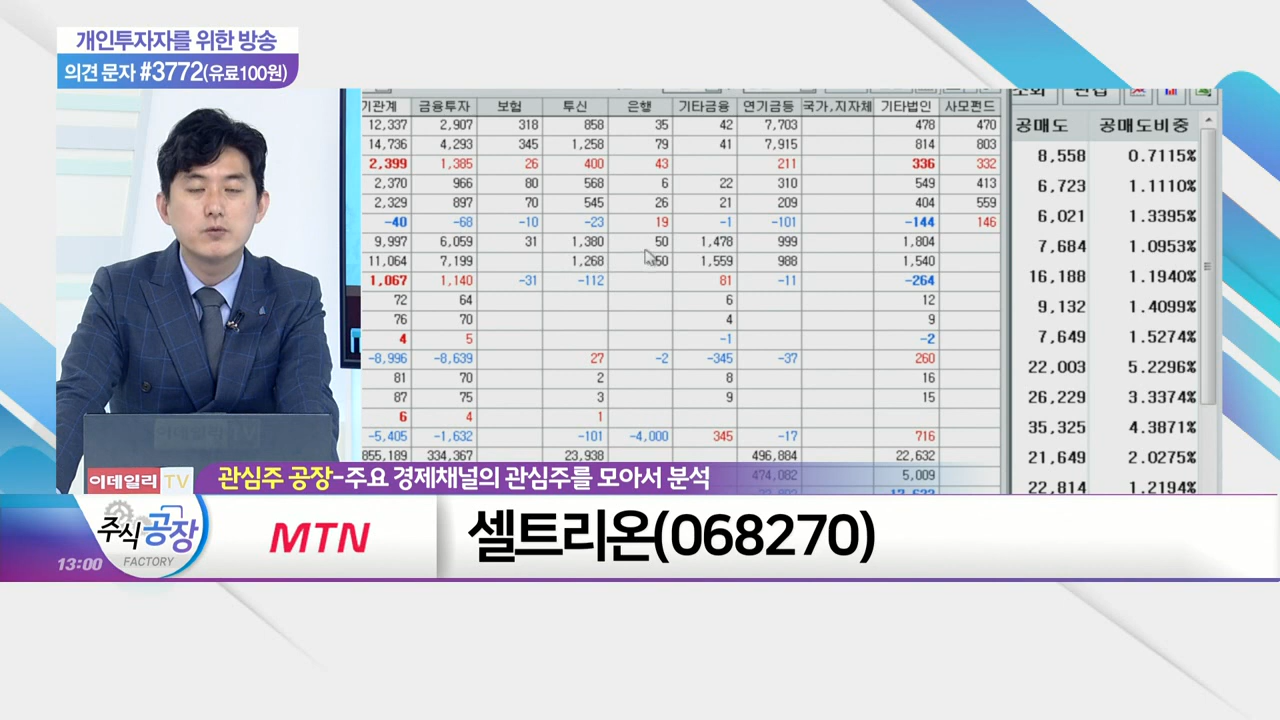 개인투자자를 위한 방송
의견 문자 #3772(유료100원)
기관계 금융투자 보험 투신 은행 기타금융 연기금등 국가,지자체 기타법인 사모펀드
12,337 2,907 318 858 35 42 7,703 478 470
14,736 4,293 345 1,258 79 41 7,915 814 803
2,399 1,385 26 400 43 211 336 332
2,370 966 80 568 6 22 310 549 413
2,329 897 70 545 26 21 209 404 559
-40 -68 -10 -23 19 -1 -101 -144 146
9,997 6,059 31 1,380 50 1,478 999 1,804
11,064 7,199 1,268 50 1,559 988 1,540
1,067 1,140 -31 -112 81 -11 -264
72 64 6 12
76 70 4 9
4 5 -1 -2
-8,996 -8,639 27 -2 -345 -37 260
81 70 2 8 16
87 75 3 9 15
6 4 1
-5,405 -1,632 -101 -4,000 345 -17 716
855,189 334,367 23,938 496,884 22,632
474,082 5,009
공매도 공매도비중
8,558 0.7115%
6,723 1.1110%
6,021 1.3395%
7,684 1.0953%
16,188 1.1940%
9,132 1.4099%
7,649 1.5274%
22,003 5.2296%
26,229 3.3374%
35,325 4.3871%
21,649 2.0275%
22,814 1.2194%
이데일리 TV
이데일리 TV
관심주 공장-주요 경제채널의 관심주를 모아서 분석
주식공장
FACTORY
13:00
MTN
셀트리온(068270)